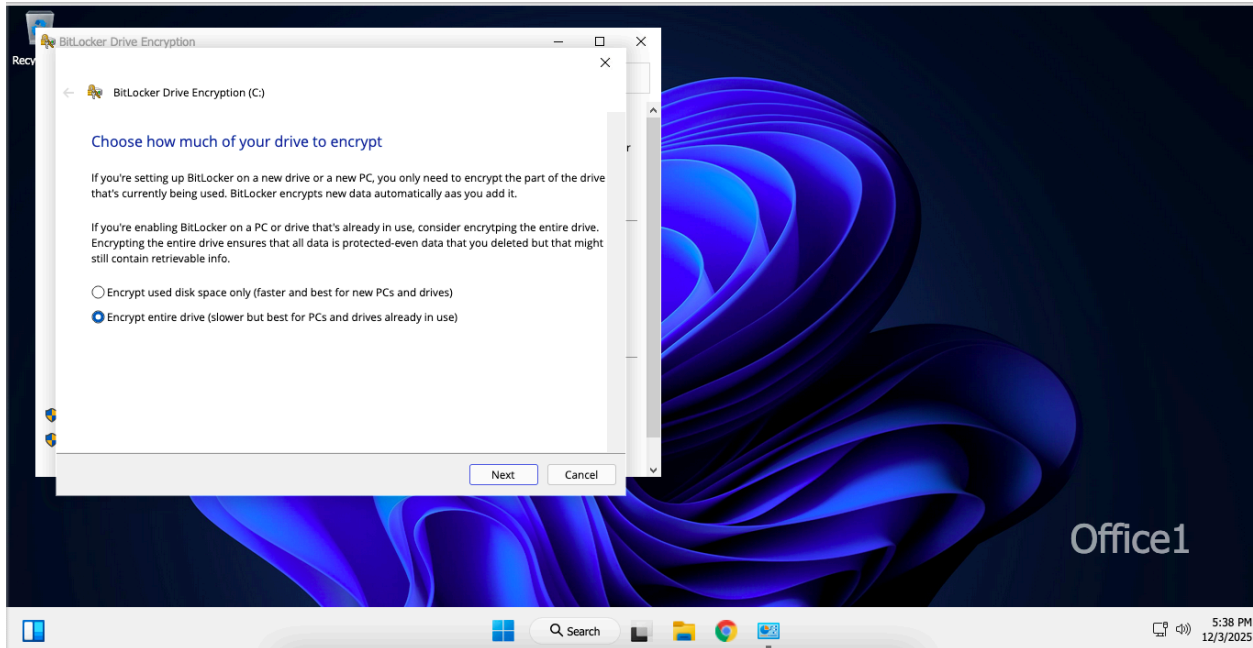 Recy
BitLocker Drive Encryption
BitLocker Drive Encryption (C:)
Choose how much of your drive to encrypt
r
If you're setting up BitLocker on a new drive or a new PC, you only need to encrypt the part of the drive
that's currently being used. BitLocker encrypts new data automatically aas you add it.
If you're enabling BitLocker on a PC or drive that's already in use, consider encrytping the entire drive.
Encrypting the entire drive ensures that all data is protected-even data that you deleted but that might
still contain retrievable info.
Encrypt used disk space only (faster and best for new PCs and drives)
Encrypt entire drive (slower but best for PCs and drives already in use)
Next
Cancel
Office1
Search
5:38 PM
12/3/2025